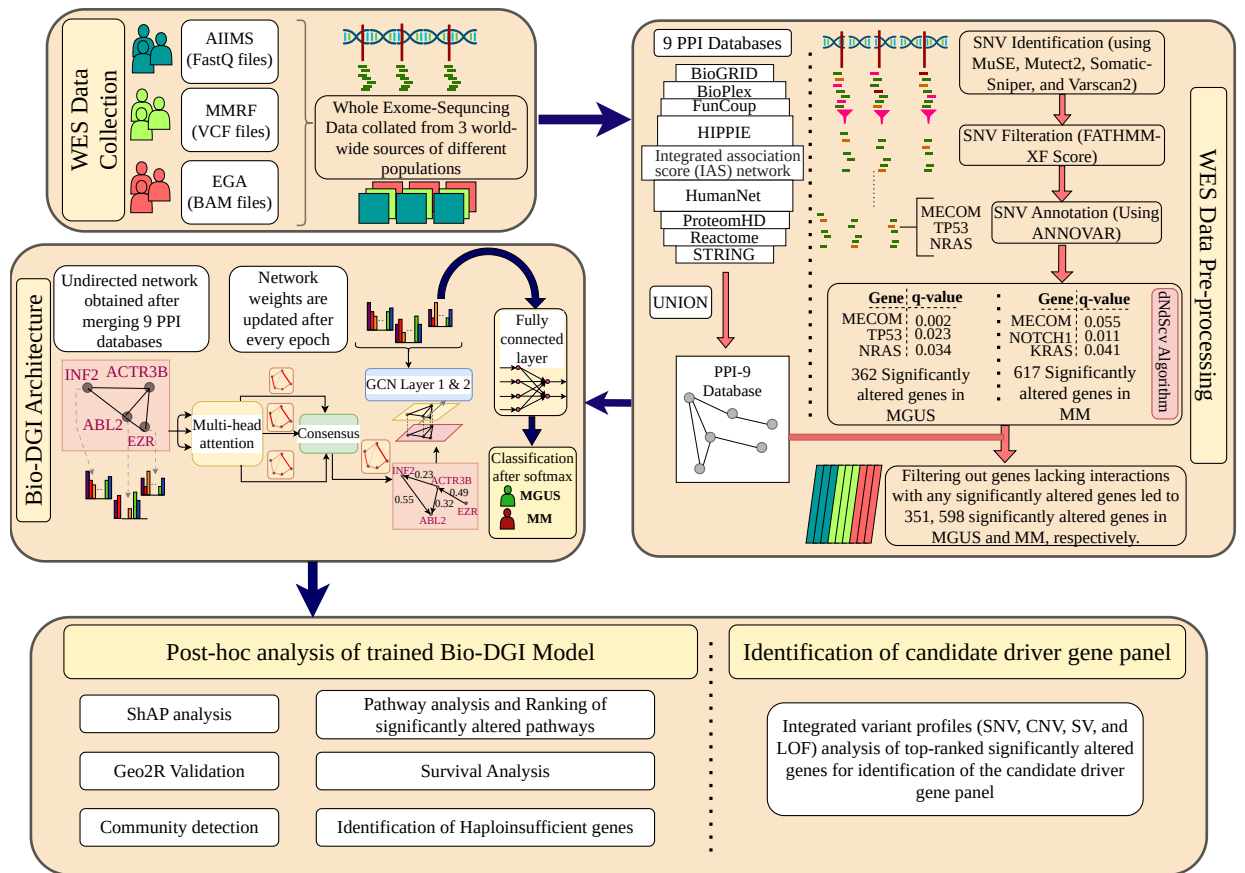 WES Data
Collection
AIIMS
(FastQ files)
MMRF
(VCF files)
EGA
(BAM files)
Whole Exome-Sequncing
Data collated from 3 world-
wide sources of different
populations
9 PPI Databases
BioGRID
BioPlex
FunCoup
HIPPIE
Integrated association
score (IAS) network
HumanNet
ProteomHD
Reactome
STRING
UNION
PPI-9
Database
SNV Identification (using
MuSE, Mutect2, Somatic-
Sniper, and Varscan2)
SNV Filteration (FATHMM-
XF Score)
SNV Annotation (Using
ANNOVAR)
MECOM
TP53
NRAS
Gene q-value
MECOM 0.002
TP53 0.023
NRAS 0.034
362 Significantly
altered genes in
MGUS
Gene q-value
MECOM 0.055
NOTCH1 0.011
KRAS 0.041
617 Significantly
altered genes in
MM
dNdScv Algorithm
WES Data Pre-processing
Filtering out genes lacking interactions
with any significantly altered genes led to
351, 598 significantly altered genes in
MGUS and MM, respectively.
Bio-DGI Architecture
Undirected network
obtained after
merging 9 PPI
databases
Network
weights are
updated after
every epoch
INF2
ACTR3B
ABL2
EZR
Multi-head
attention
Consensus
GCN Layer 1 & 2
INF2
0.23
ACTR3B
0.55
0.49
0.32
EZR
ABL2
Fully
connected
layer
Classification
after softmax
MGUS
MM
Post-hoc analysis of trained Bio-DGI Model
ShAP analysis
Pathway analysis and Ranking of
significantly altered pathways
Geo2R Validation
Survival Analysis
Community detection
Identification of Haploinsufficient genes
Identification of candidate driver gene panel
Integrated variant profiles (SNV, CNV, SV, and
LOF) analysis of top-ranked significantly altered
genes for identification of the candidate driver
gene panel